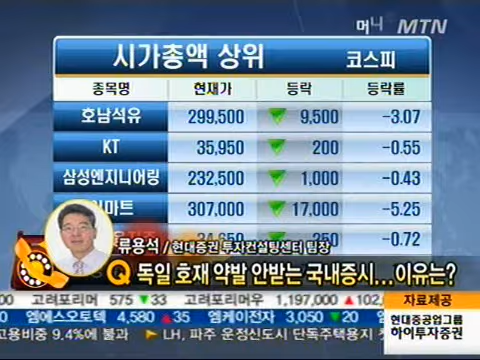 머니 MTN
시가총액 상위 코스피
종목명 현재가 등락 등락률
호남석유 299,500 ▼ 9,500 -3.07
KT 35,950 ▼ 200 -0.55
삼성엔지니어링 232,500 ▼ 1,000 -0.43
이마트 307,000 ▼ 17,000 -5.25
250 -0.72
류용석 / 현대증권 투자컨설팅센터 팀장
Q 독일 호재 약발 안받는 국내증시...이유는?
고려포리머 575 ▼33 고려포리머우 1,197,000 ▲102,
엠에스오토텍 4,580 ▲35 엠케이전자 3,050 ▼20
고용비중 9.4%에 불과 ▶ LH, 파주 운정신도시 단독주택용지 첫
자료제공
현대중공업그룹
하이투자증권